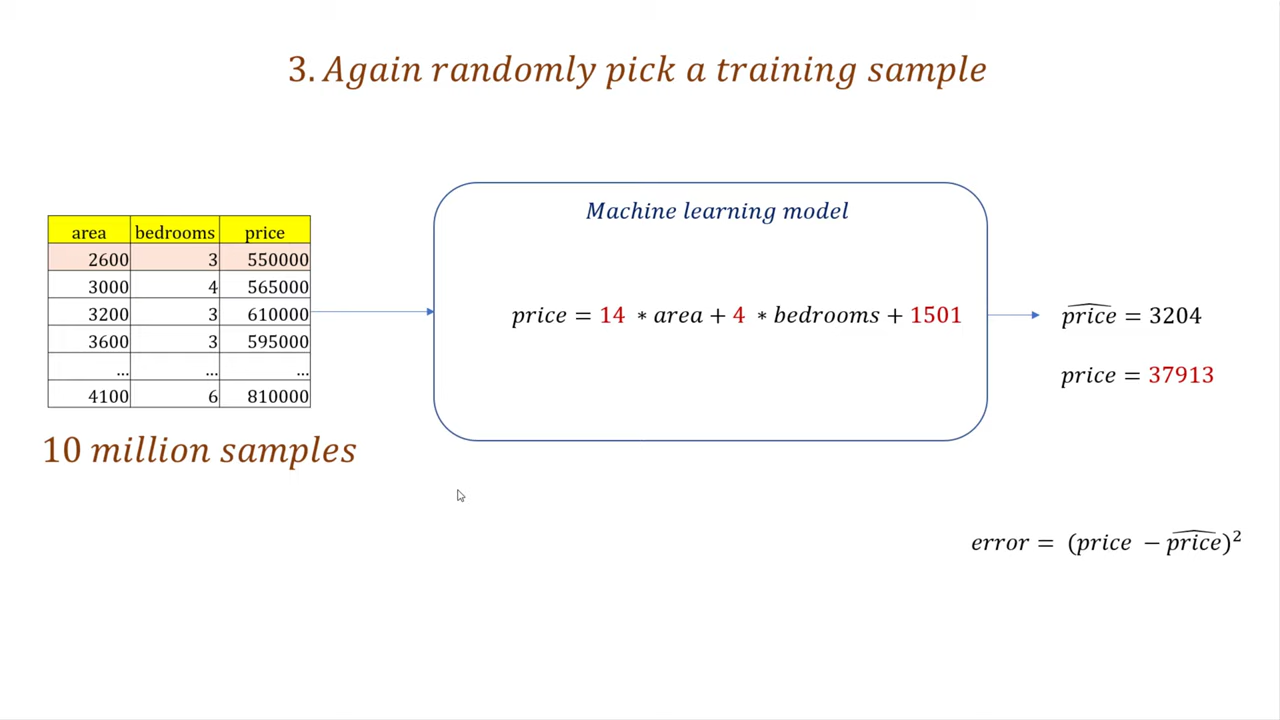 3. Again randomly pick a training sample
area bedrooms price
2600 3 550000
3000 4 565000
3200 3 610000
3600 3 595000
... ... ...
4100 6 810000
10 million samples
Machine learning model
price = 14 * area + 4 * bedrooms + 1501
\widehat{price} = 3204
price = 37913
error = (price − \widehat{price})²